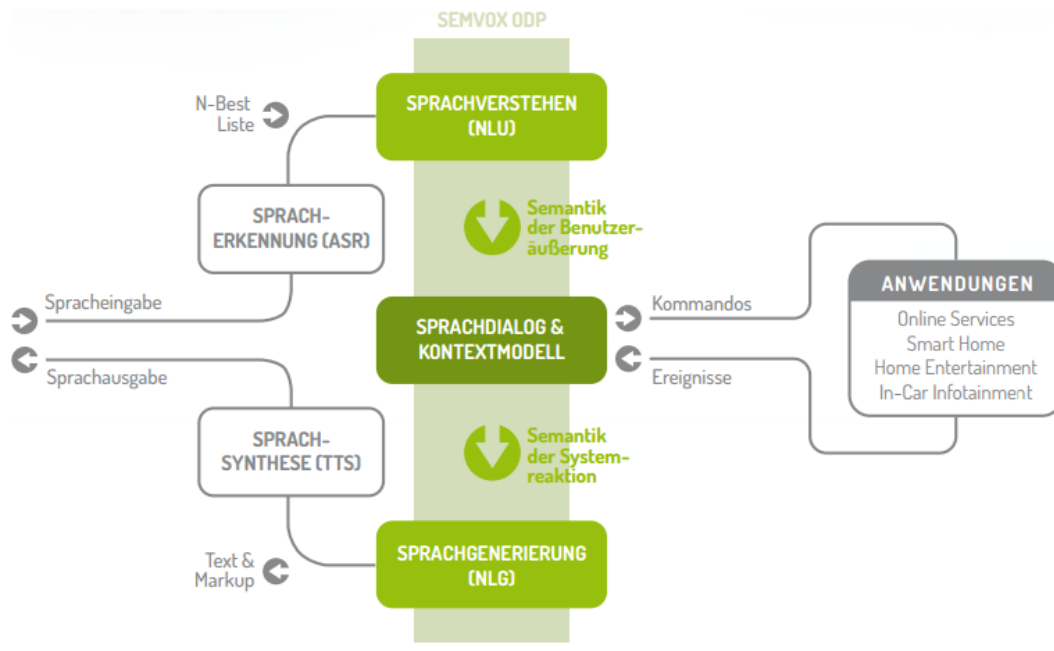 SEMVOX ODP
N-Best
Liste
SPRACHVERSTEHEN
(NLU)
SPRACH-
ERKENNUNG (ASR)
Semantik
der Benutzer-
äußerung
Spracheingabe
Sprachausgabe
SPRACHDIALOG &
KONTEXTMODELL
Kommandos
Ereignisse
ANWENDUNGEN
Online Services
Smart Home
Home Entertainment
In-Car Infotainment
SPRACH-
SYNTHESE (TTS)
Semantik
der System-
reaktion
Text &
Markup
SPRACHGENERIERUNG
(NLG)